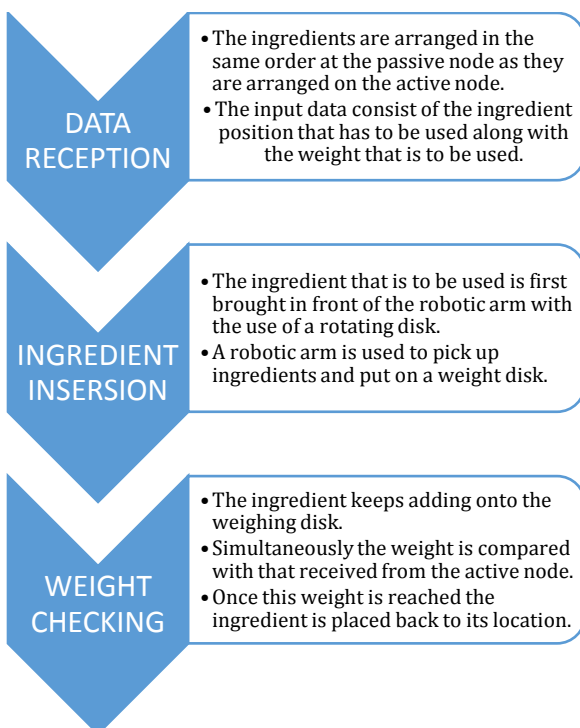 DATA
RECEPTION
• The ingredients are arranged in the
same order at the passive node as they
are arranged on the active node.
• The input data consist of the ingredient
position that has to be used along with
the weight that is to be used.
INGREDIENT
INSERSION
• The ingredient that is to be used is first
brought in front of the robotic arm with
the use of a rotating disk.
• A robotic arm is used to pick up
ingredients and put on a weight disk.
WEIGHT
CHECKING
• The ingredient keeps adding onto the
weighing disk.
• Simultaneously the weight is compared
with that received from the active node.
• Once this weight is reached the
ingredient is placed back to its location.